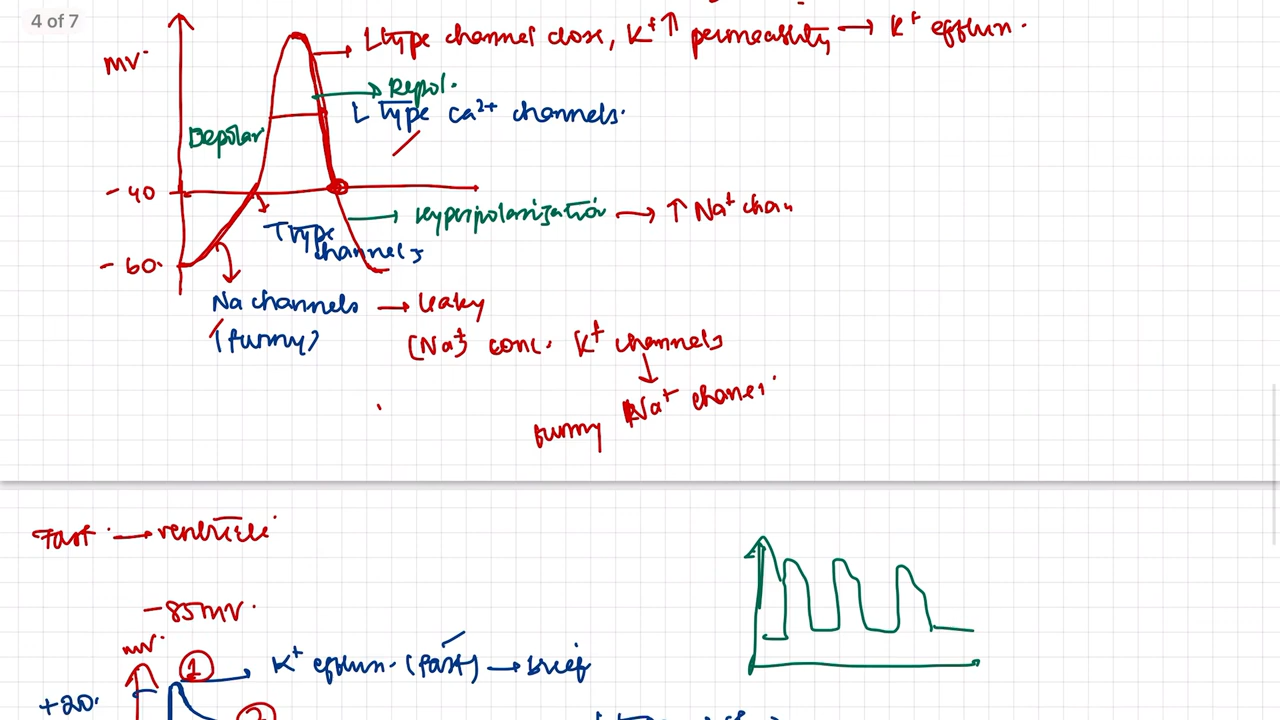 4 of 7
mv
L type channel close, K+ ↑ permeability → K+ efflux.
→ Repol.
L type Ca²⁺ channels.
Depolar
- 40
Hyperpolarization → ↑ Na+ chan
T type
channels
- 60.
Na channels → leaky
(funny)
[Na+] conc. K+ channels
↓
funny Na+ channel
Fast → ventricle
-85mv.
mv.
1
K+ efflux. (fast) → brief
+20.
2